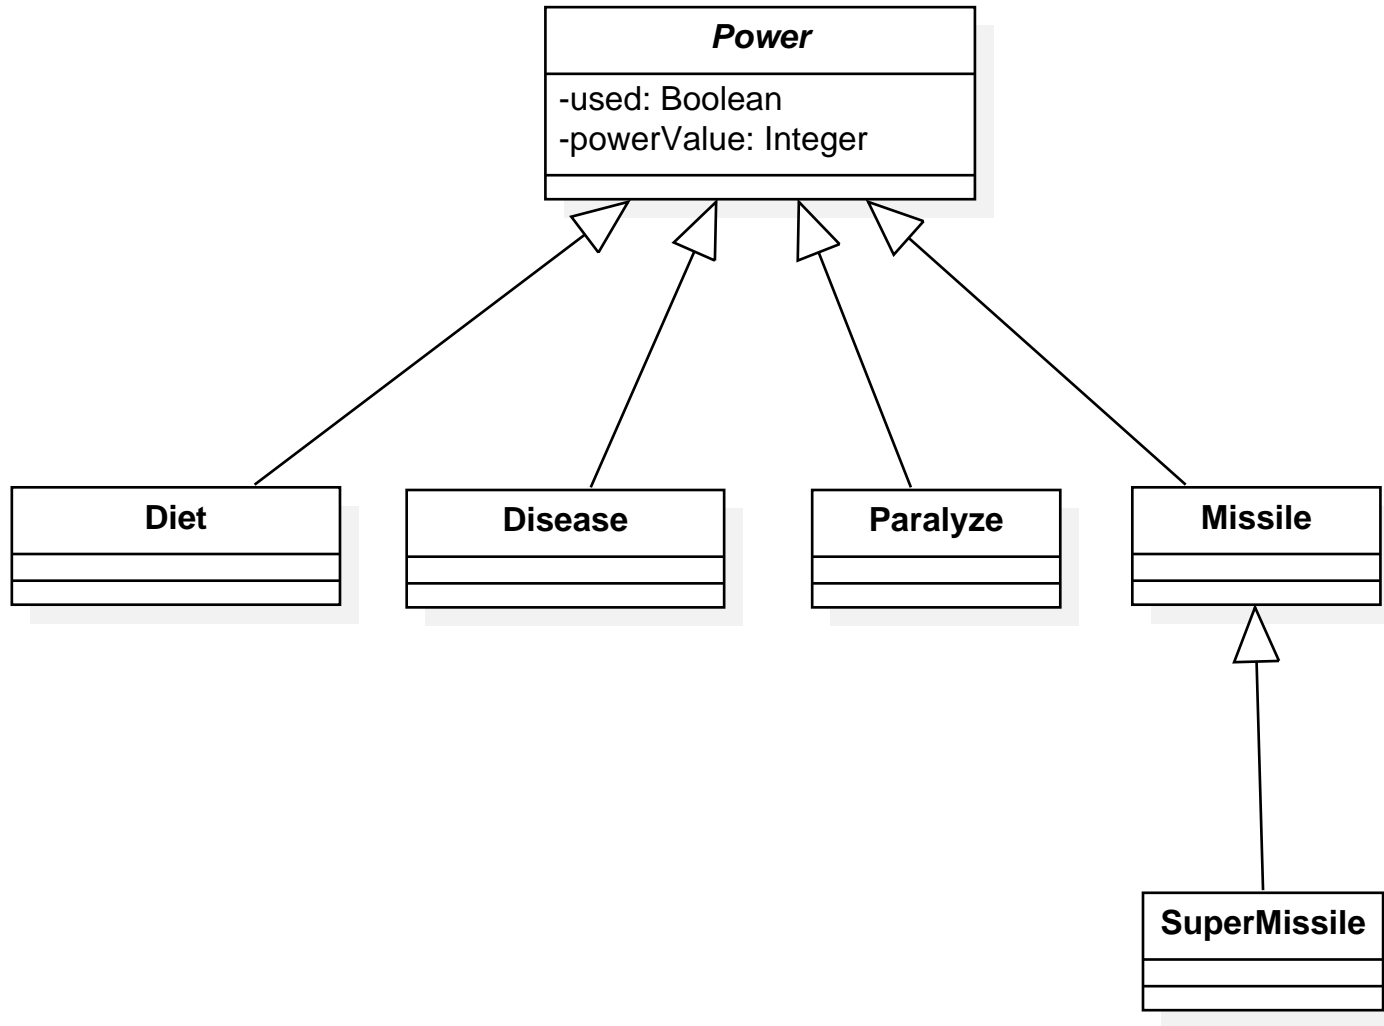 Power
-used: Boolean
-powerValue: Integer
Diet
Disease
Paralyze
Missile
SuperMissile